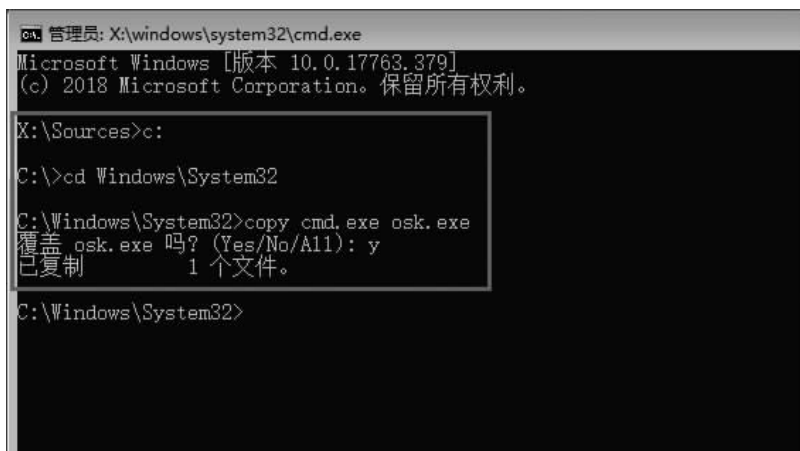 管理员: X:\windows\system32\cmd.exe
Microsoft Windows [版本 10.0.17763.379]
(c) 2018 Microsoft Corporation。保留所有权利。
X:\Sources>c:
C:\>cd Windows\System32
C:\Windows\System32>copy cmd.exe osk.exe
覆盖 osk.exe 吗? (Yes/No/All): y
已复制         1 个文件。
C:\Windows\System32>